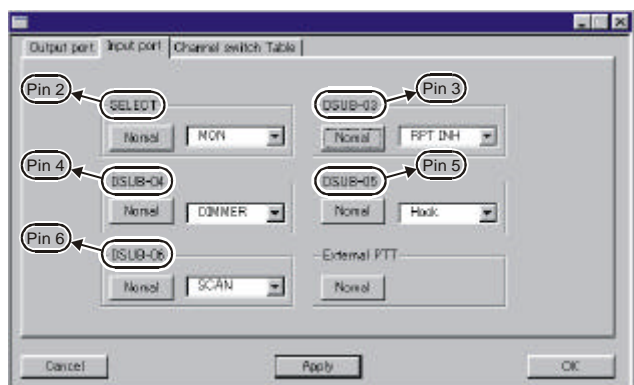 Output port Input port Channel switch Table
Pin 2 Pin 3
SELECT DSUB-03
Normal MON Normal RPT INH
Pin 4 Pin 5
DSUB-04 DSUB-05
Normal DIMMER Normal Hook
Pin 6
DSUB-06 External PTT
Normal SCAN Normal
Cancel Apply OK